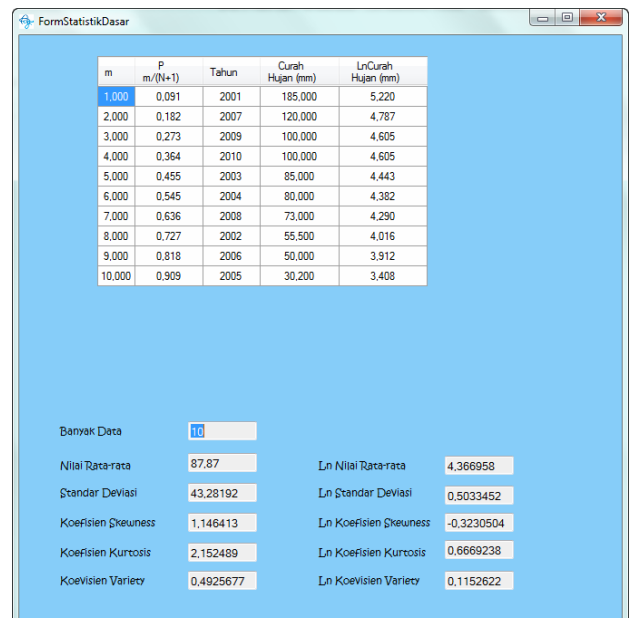 FormStatistikDasar
m P m/(N+1) Tahun Curah Hujan (mm) LnCurah Hujan (mm)
1,000 0,091 2001 185,000 5,220
2,000 0,182 2007 120,000 4,787
3,000 0,273 2009 100,000 4,605
4,000 0,364 2010 100,000 4,605
5,000 0,455 2003 85,000 4,443
6,000 0,545 2004 80,000 4,382
7,000 0,636 2008 73,000 4,290
8,000 0,727 2002 55,500 4,016
9,000 0,818 2006 50,000 3,912
10,000 0,909 2005 30,200 3,408
Banyak Data 10
Nilai Rata-rata 87,87 Ln Nilai Rata-rata 4,366958
Standar Deviasi 43,28192 Ln Standar Deviasi 0,5033452
Koefisien Skewness 1,146413 Ln Koefisien Skewness -0,3230504
Koefisien Kurtosis 2,152489 Ln Koefisien Kurtosis 0,6669238
KoeVisien Variety 0,4925677 Ln KoeVisien Variety 0,1152622